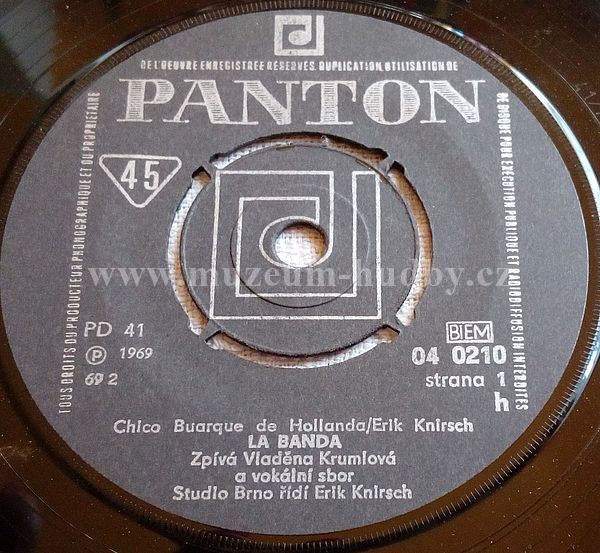 DE L'OEUVRE ENREGISTREE RESERVES. DUPLICATION UTILISATION DE
PANTON
45
TOUS DROITS DU PRODUCTEUR PHONOGRAPHIQUE ET DU PROPRIETAIRE
DE DISQUE POUR EXECUTION PUBLIQUE ET RADIODIFFUSION INTERDITES
www.muzeum-hudby.cz
PD 41
℗ 1969
69 2
BIEM
04 0210
strana 1
h
Chico Buarque de Hollanda/Erik Knirsch
LA BANDA
Zpívá Vladěna Krumlová
a vokální sbor
Studio Brno řídí Erik Knirsch